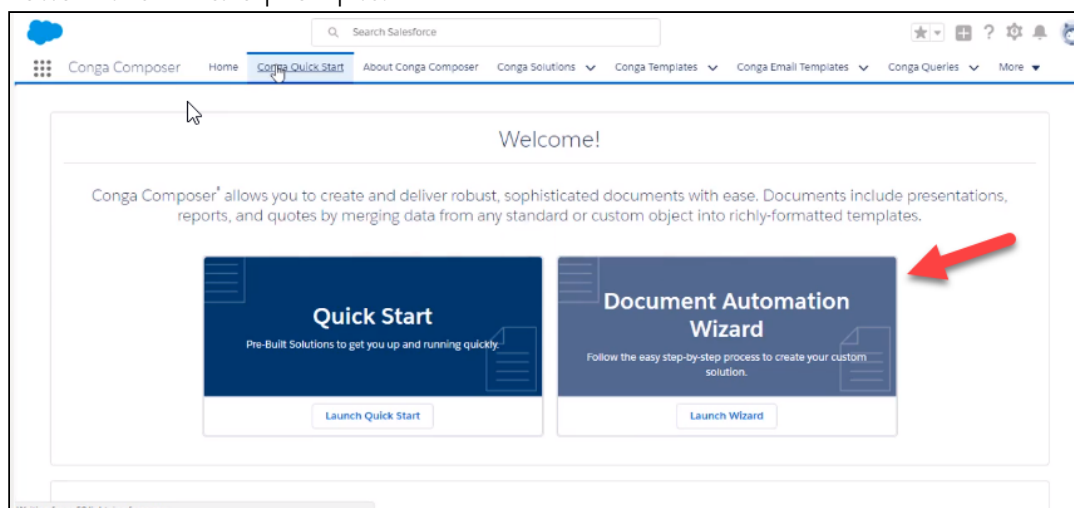 Search Salesforce
Conga Composer Home Conga Quick Start About Conga Composer Conga Solutions Conga Templates Conga Email Templates Conga Queries More
Welcome!
Conga Composer® allows you to create and deliver robust, sophisticated documents with ease. Documents include presentations,
reports, and quotes by merging data from any standard or custom object into richly-formatted templates.
Quick Start
Pre-Built Solutions to get you up and running quickly.
Launch Quick Start
Document Automation
Wizard
Follow the easy step-by-step process to create your custom
solution.
Launch Wizard